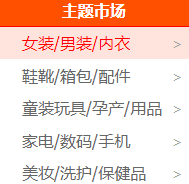 主题市场
女装/男装/内衣 >
鞋靴/箱包/配件 >
童装玩具/孕产/用品 >
家电/数码/手机 >
美妆/洗护/保健品 >